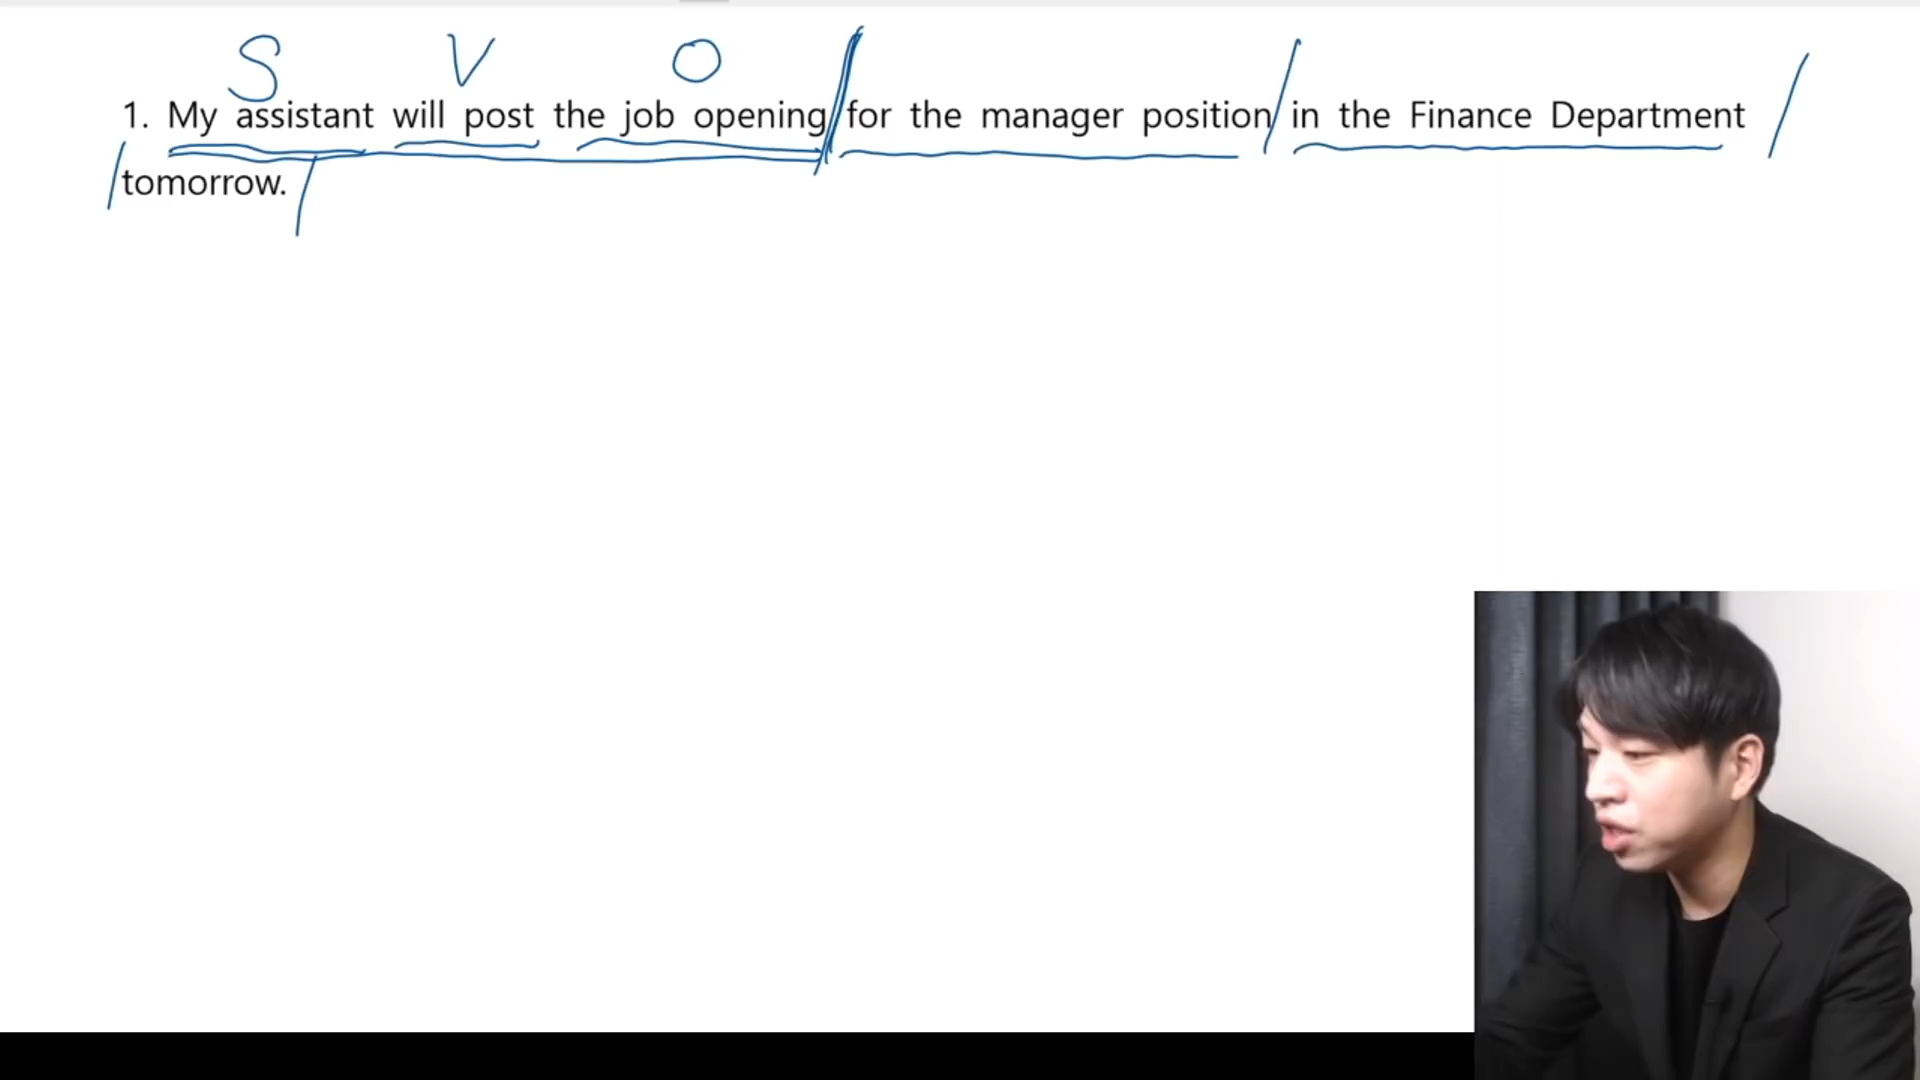 S V O
1. My assistant will post the job opening/for the manager position/in the Finance Department /
/tomorrow. /